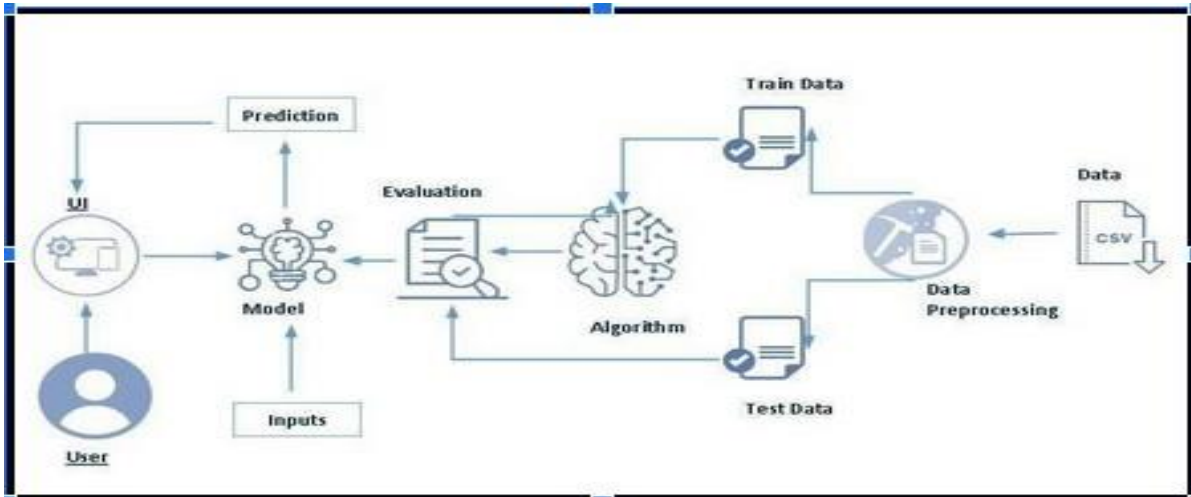 Train Data
Prediction
Data
Evaluation
UI
CSV
Model
Data
Preprocessing
Algorithm
Inputs
Test Data
User